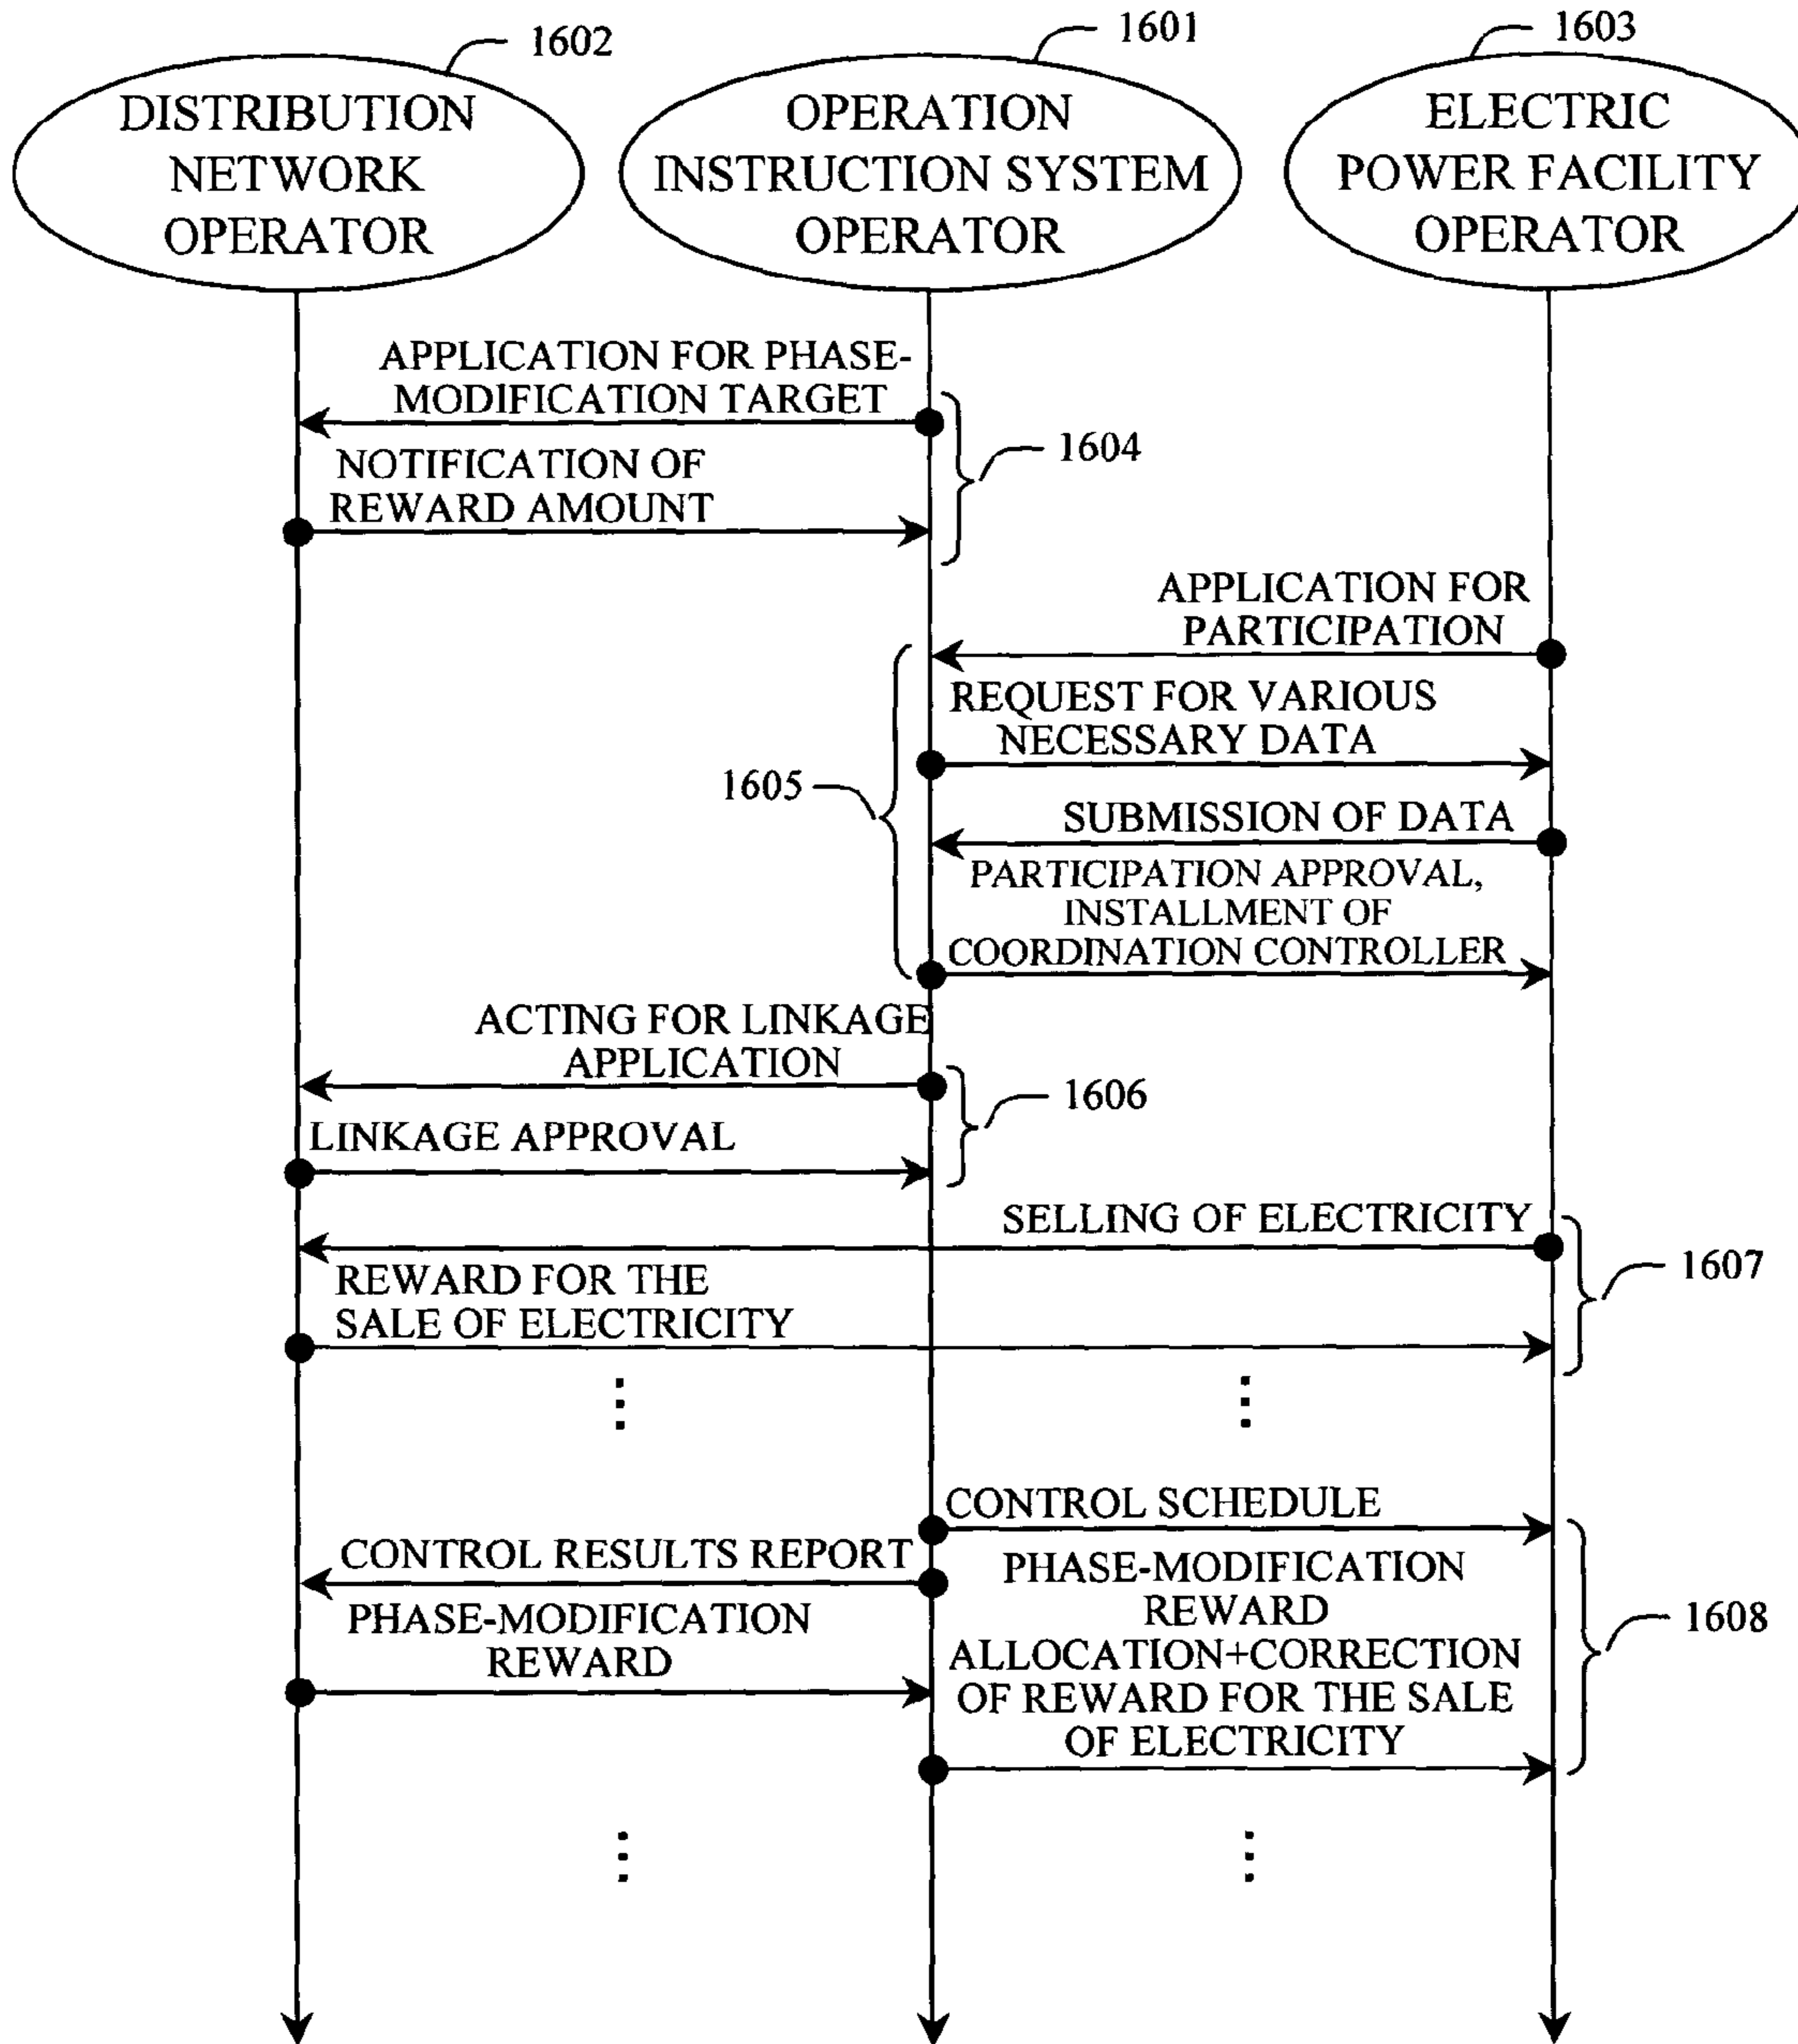 1602
1601
1603
DISTRIBUTION
NETWORK
OPERATOR
OPERATION
INSTRUCTION SYSTEM
OPERATOR
ELECTRIC
POWER FACILITY
OPERATOR
APPLICATION FOR PHASE-
MODIFICATION TARGET
NOTIFICATION OF
REWARD AMOUNT
1604
APPLICATION FOR
PARTICIPATION
REQUEST FOR VARIOUS
NECESSARY DATA
1605
SUBMISSION OF DATA
PARTICIPATION APPROVAL,
INSTALLMENT OF
COORDINATION CONTROLLER
ACTING FOR LINKAGE
APPLICATION
1606
LINKAGE APPROVAL
SELLING OF ELECTRICITY
REWARD FOR THE
SALE OF ELECTRICITY
1607
CONTROL SCHEDULE
CONTROL RESULTS REPORT
PHASE-MODIFICATION
REWARD
PHASE-MODIFICATION
REWARD
ALLOCATION+CORRECTION
OF REWARD FOR THE SALE
OF ELECTRICITY
1608